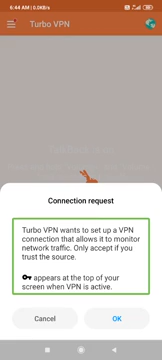 6:44 AM | 0.0KB/s
Turbo VPN
Connection request
Turbo VPN wants to set up a VPN
connection that allows it to monitor
network traffic. Only accept if you
trust the source.
appears at the top of your
screen when VPN is active.
Cancel
OK